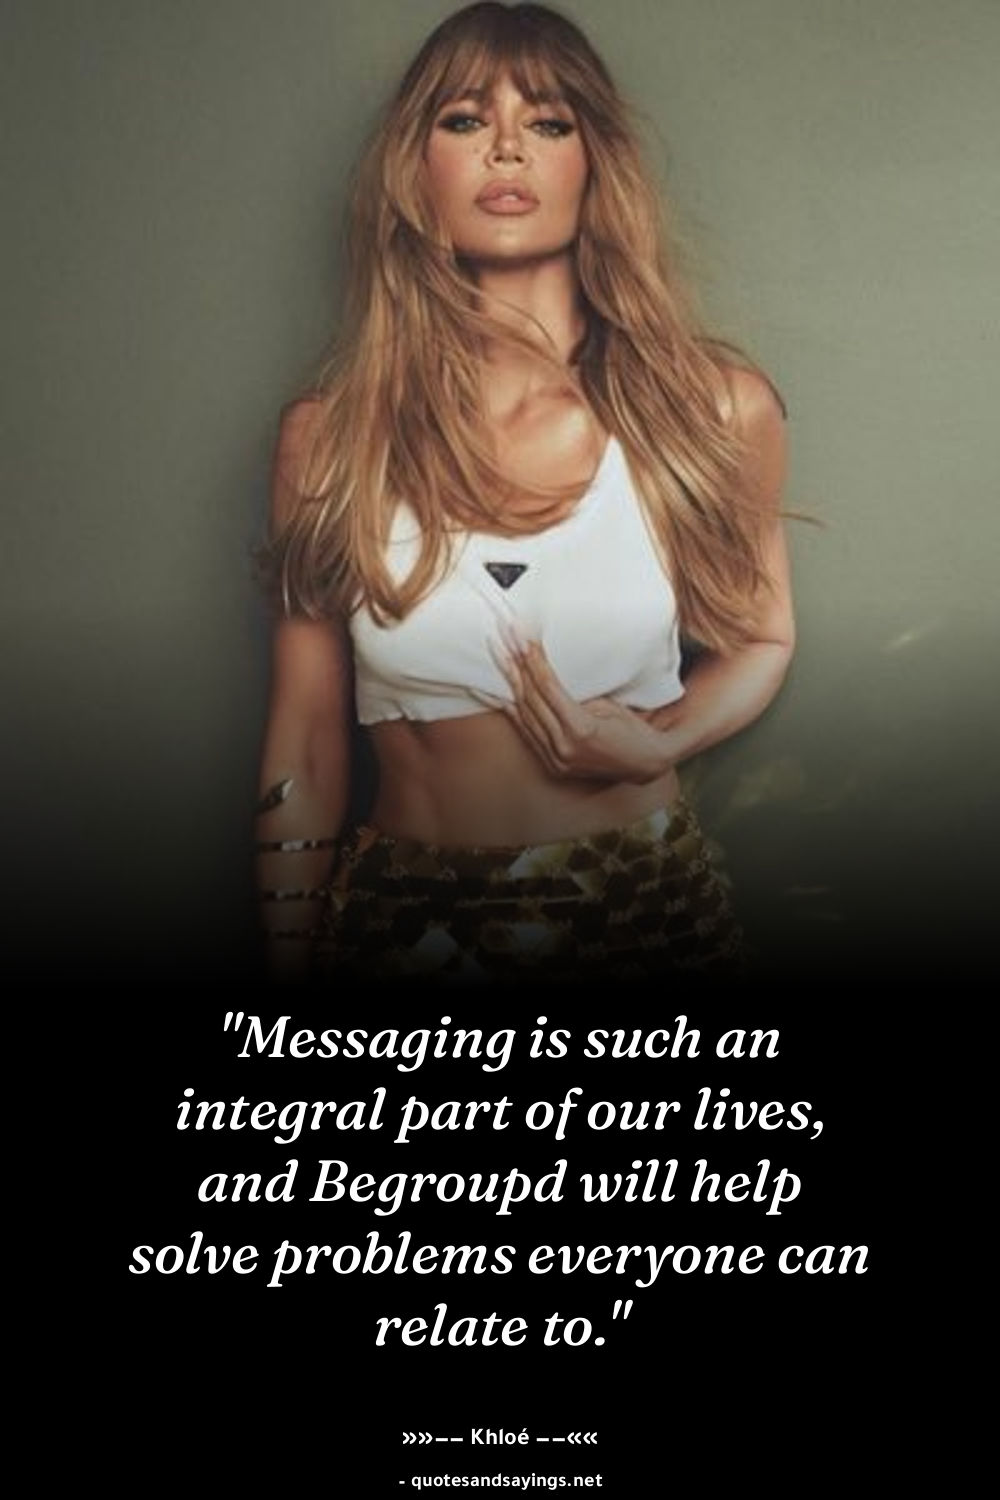 "Messaging is such an
integral part of our lives,
and Begroupd will help
solve problems everyone can
relate to."
»»—— Khloé ——««
- quotesandsayings.net